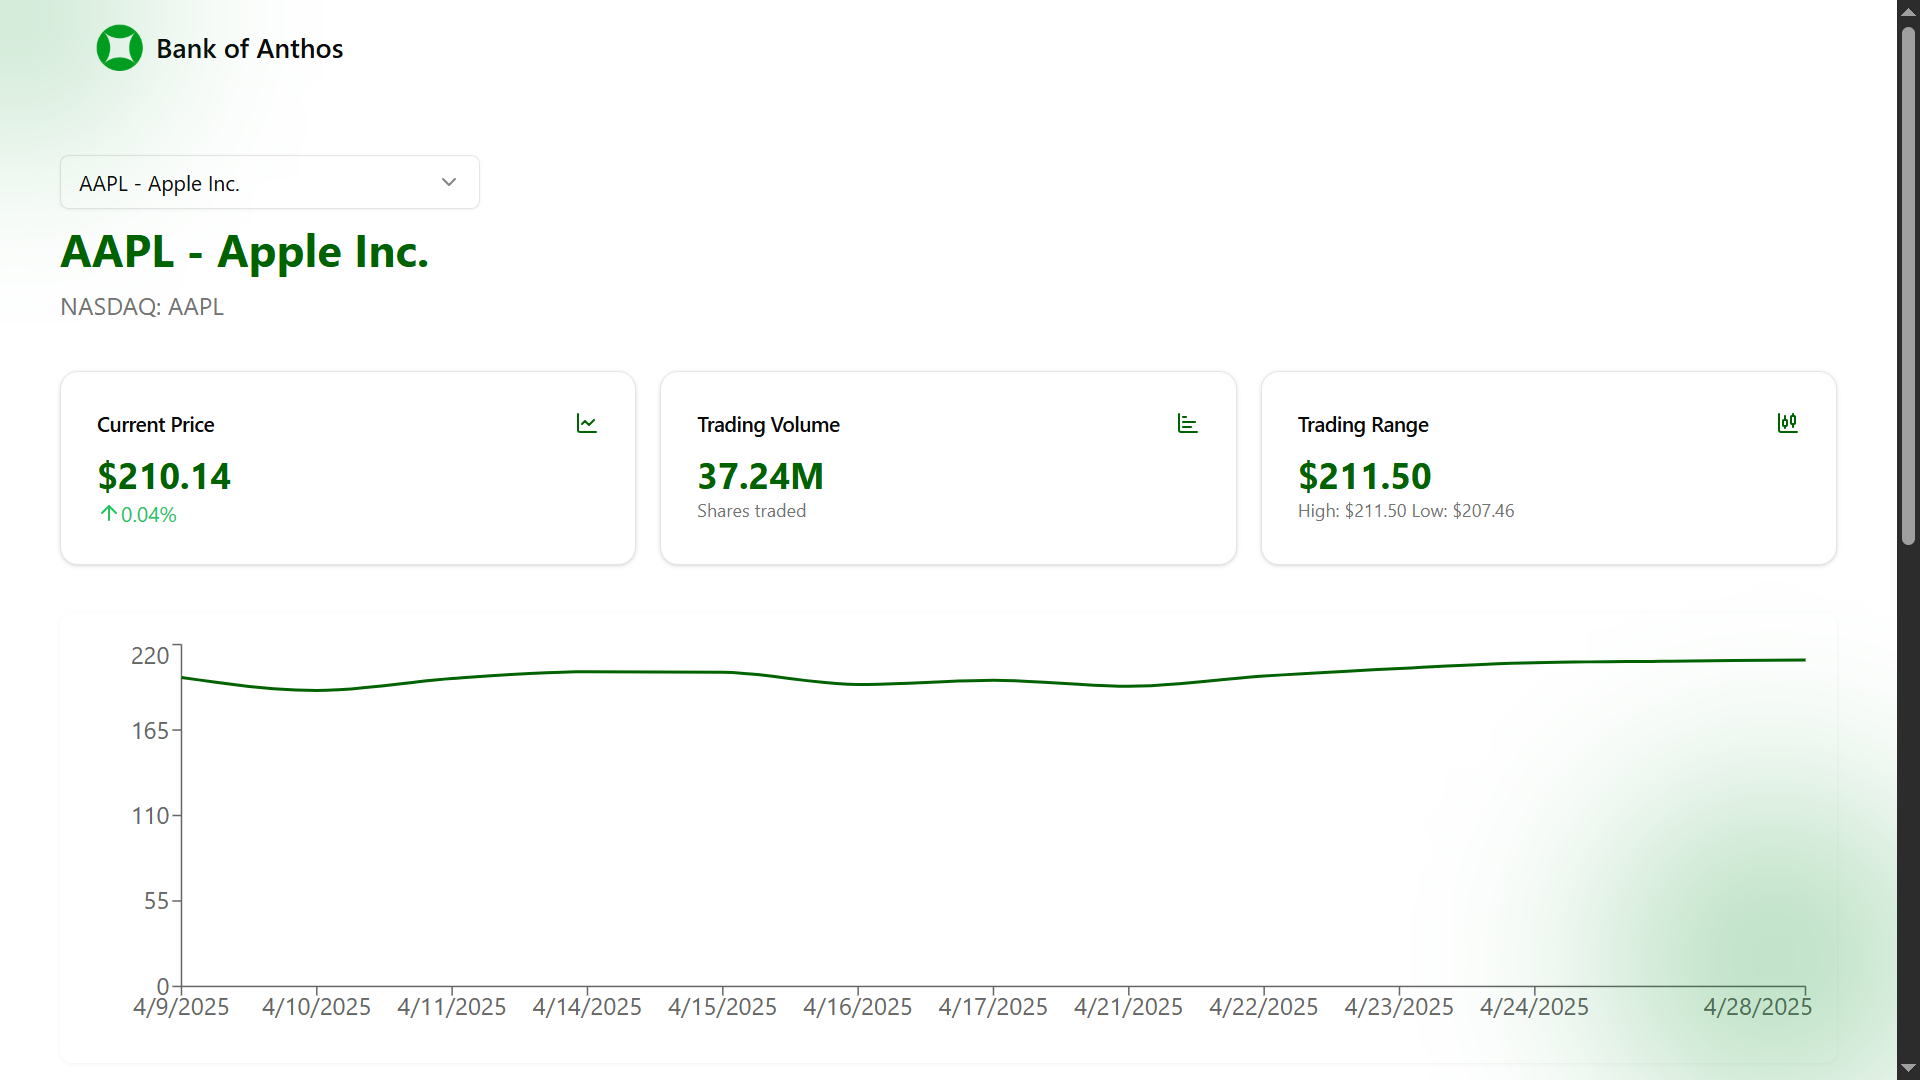 Bank of Anthos
AAPL - Apple Inc.
AAPL - Apple Inc.
NASDAQ: AAPL
Current Price
$210.14
0.04%
Trading Volume
37.24M
Shares traded
Trading Range
$211.50
High: $211.50 Low: $207.46
220
165
110
55
0
4/9/2025 4/10/2025 4/11/2025 4/14/2025 4/15/2025 4/16/2025 4/17/2025 4/21/2025 4/22/2025 4/23/2025 4/24/2025 4/28/2025